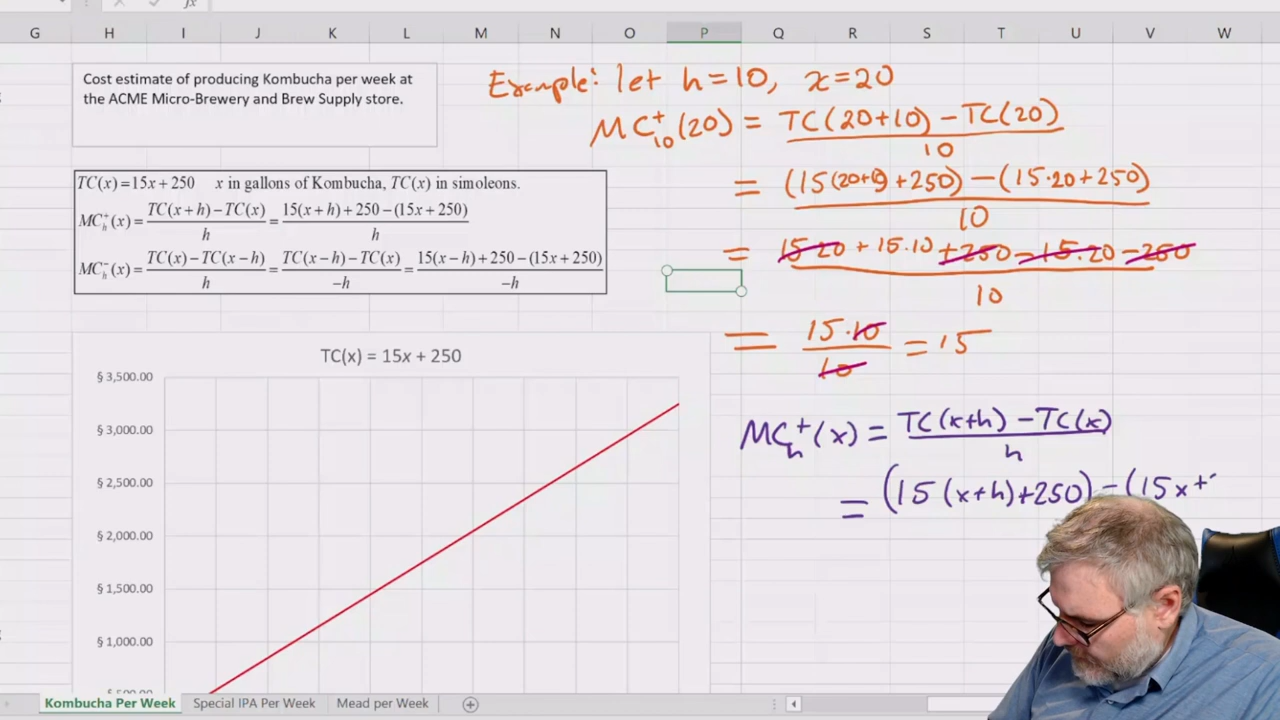 fx
G H I J K L M N O P Q R S T U V W
Cost estimate of producing Kombucha per week at
the ACME Micro-Brewery and Brew Supply store.
TC(x)=15x+250 x in gallons of Kombucha, TC(x) in simoleons.
MC_h^+(x) = (TC(x+h)−TC(x))/h = (15(x+h)+250−(15x+250))/h
MC_h^-(x) = (TC(x)−TC(x−h))/h = (TC(x−h)−TC(x))/−h = (15(x−h)+250−(15x+250))/−h
Example: let h=10, x=20
MC_10^+(20) = (TC(20+10) − TC(20))/10
= ((15(20+10)+250) − (15·20+250))/10
= (15·20 + 15·10 +250 −15·20 −250)/10
= 15·10/10 = 15
MC_h^+(x) = (TC(x+h) − TC(x))/h
= (15(x+h)+250) − (15x+
TC(x) = 15x + 250
§ 3,500.00
§ 3,000.00
§ 2,500.00
§ 2,000.00
§ 1,500.00
§ 1,000.00
Kombucha Per Week Special IPA Per Week Mead per Week